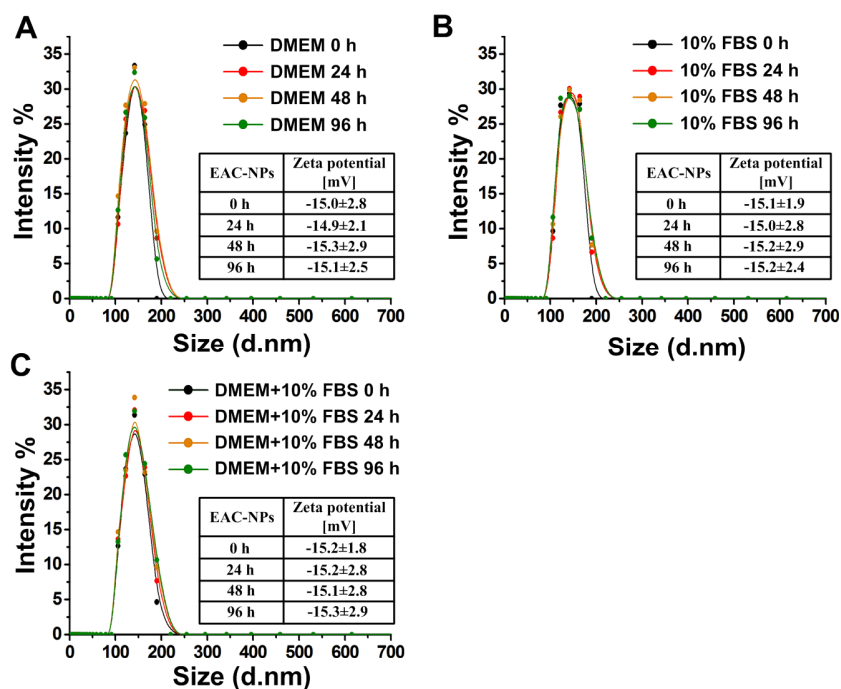 A
DMEM 0 h
DMEM 24 h
DMEM 48 h
DMEM 96 h
EAC-NPs Zeta potential [mV]
0 h -15.0±2.8
24 h -14.9±2.1
48 h -15.3±2.9
96 h -15.1±2.5
Intensity %
35
30
25
20
15
10
5
0
0 100 200 300 400 500 600 700
Size (d.nm)
B
10% FBS 0 h
10% FBS 24 h
10% FBS 48 h
10% FBS 96 h
EAC-NPs Zeta potential [mV]
0 h -15.1±1.9
24 h -15.0±2.8
48 h -15.2±2.9
96 h -15.2±2.4
Intensity %
35
30
25
20
15
10
5
0
0 100 200 300 400 500 600 700
Size (d.nm)
C
DMEM+10% FBS 0 h
DMEM+10% FBS 24 h
DMEM+10% FBS 48 h
DMEM+10% FBS 96 h
EAC-NPs Zeta potential [mV]
0 h -15.2±1.8
24 h -15.2±2.8
48 h -15.1±2.8
96 h -15.3±2.9
Intensity %
35
30
25
20
15
10
5
0
0 100 200 300 400 500 600 700
Size (d.nm)